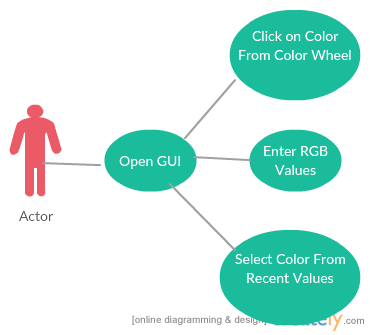 Click on Color
From Color Wheel
Open GUI
Enter RGB
Values
Actor
Select Color From
Recent Values
[online diagramming & design]
.com